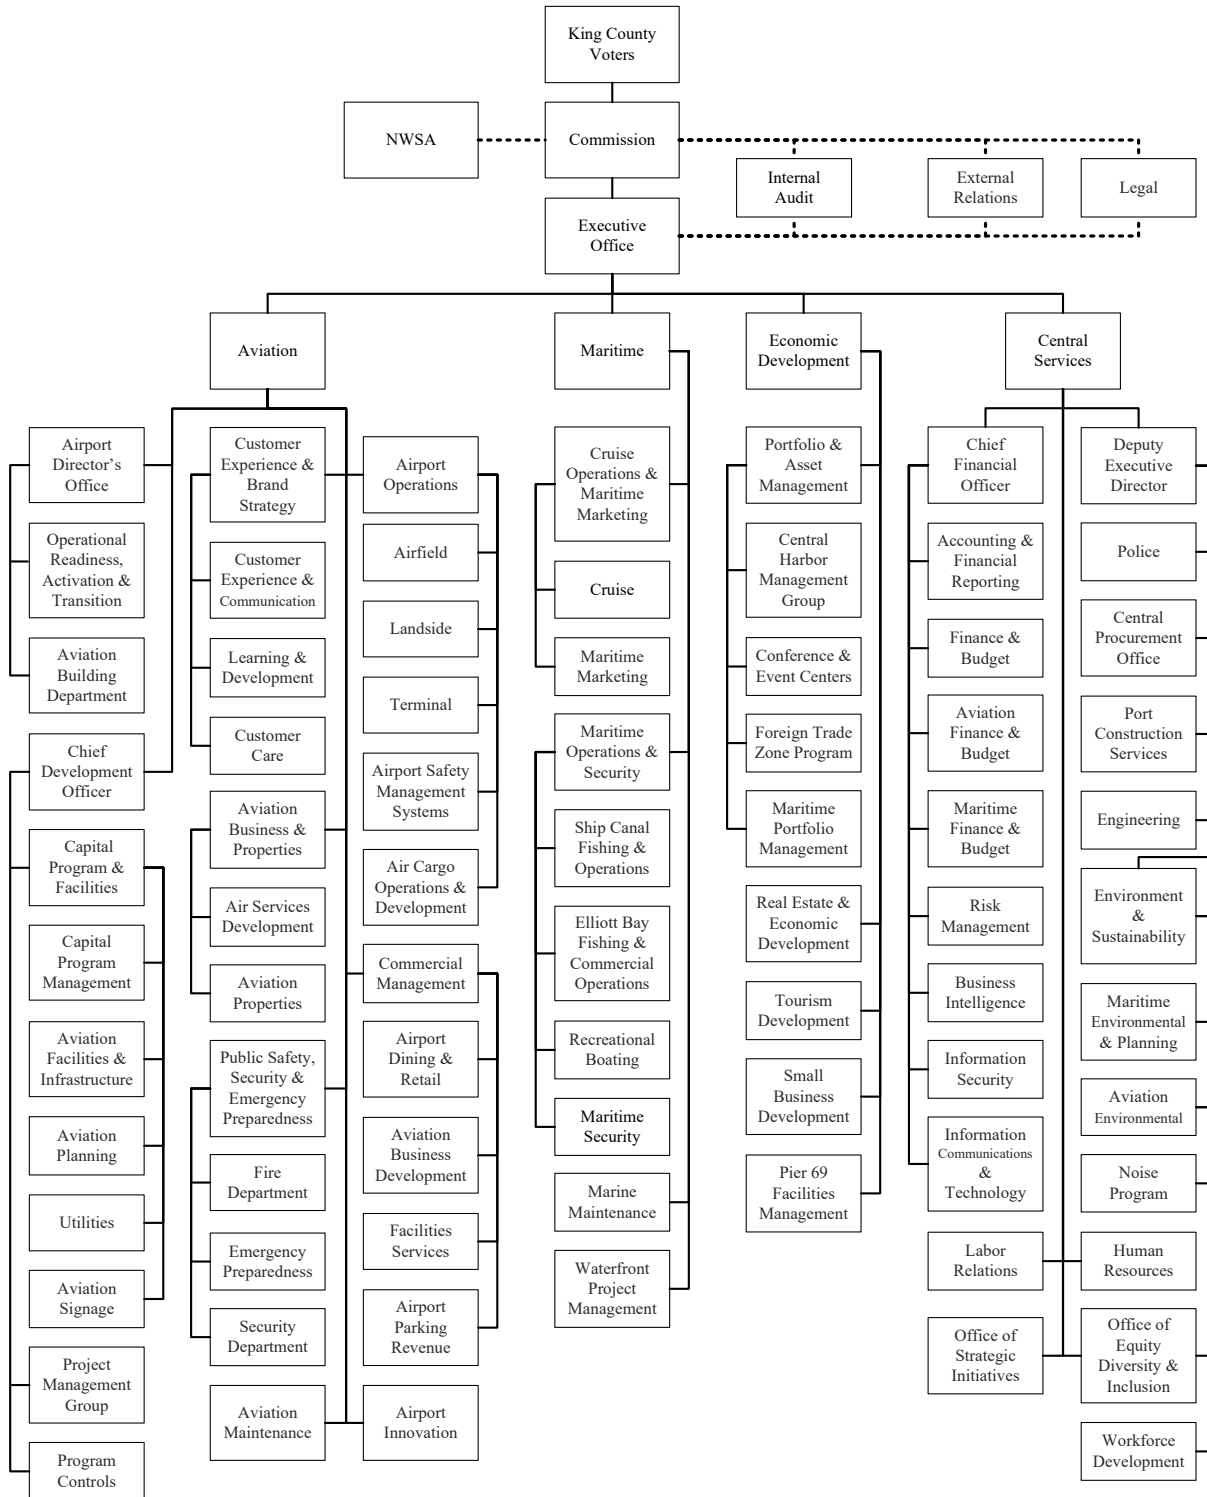 King County
Voters
NWSA
Commission
Internal
Audit
External
Relations
Legal
Executive
Office
Aviation
Maritime
Economic
Development
Central
Services
Airport
Director's
Office
Operational
Readiness,
Activation &
Transition
Aviation
Building
Department
Chief
Development
Officer
Capital
Program &
Facilities
Capital
Program
Management
Aviation
Facilities &
Infrastructure
Aviation
Planning
Utilities
Aviation
Signage
Project
Management
Group
Program
Controls
Customer
Experience &
Brand
Strategy
Customer
Experience &
Communication
Learning &
Development
Customer
Care
Aviation
Business &
Properties
Air Services
Development
Aviation
Properties
Public Safety,
Security &
Emergency
Preparedness
Fire
Department
Emergency
Preparedness
Security
Department
Aviation
Maintenance
Airport
Operations
Airfield
Landside
Terminal
Airport Safety
Management
Systems
Air Cargo
Operations &
Development
Commercial
Management
Airport
Dining &
Retail
Aviation
Business
Development
Facilities
Services
Airport
Parking
Revenue
Airport
Innovation
Cruise
Operations &
Maritime
Marketing
Cruise
Maritime
Marketing
Maritime
Operations &
Security
Ship Canal
Fishing &
Operations
Elliott Bay
Fishing &
Commercial
Operations
Recreational
Boating
Maritime
Security
Marine
Maintenance
Waterfront
Project
Management
Portfolio &
Asset
Management
Central
Harbor
Management
Group
Conference &
Event Centers
Foreign Trade
Zone Program
Maritime
Portfolio
Management
Real Estate &
Economic
Development
Tourism
Development
Small
Business
Development
Pier 69
Facilities
Management
Chief
Financial
Officer
Accounting &
Financial
Reporting
Finance &
Budget
Aviation
Finance &
Budget
Maritime
Finance &
Budget
Risk
Management
Business
Intelligence
Information
Security
Information
Communications
&
Technology
Labor
Relations
Office of
Strategic
Initiatives
Deputy
Executive
Director
Police
Central
Procurement
Office
Port
Construction
Services
Engineering
Environment
&
Sustainability
Maritime
Environmental
& Planning
Aviation
Environmental
Noise
Program
Human
Resources
Office of
Equity
Diversity &
Inclusion
Workforce
Development